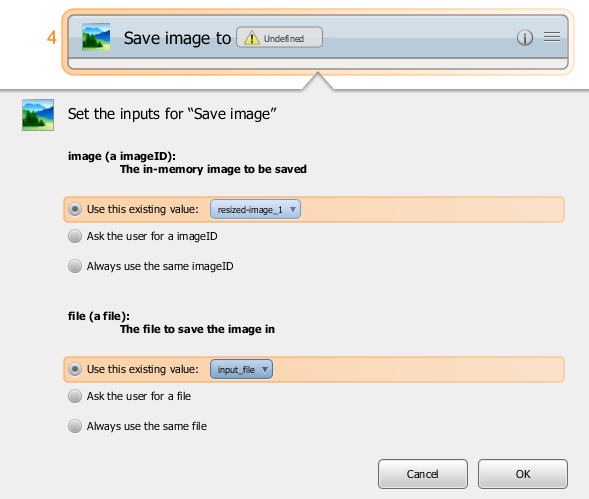 4
Save image to Undefined
Set the inputs for “Save image”
image (a imageID):
The in-memory image to be saved
Use this existing value: resized-image_1
Ask the user for a imageID
Always use the same imageID
file (a file):
The file to save the image in
Use this existing value: input_file
Ask the user for a file
Always use the same file
Cancel OK